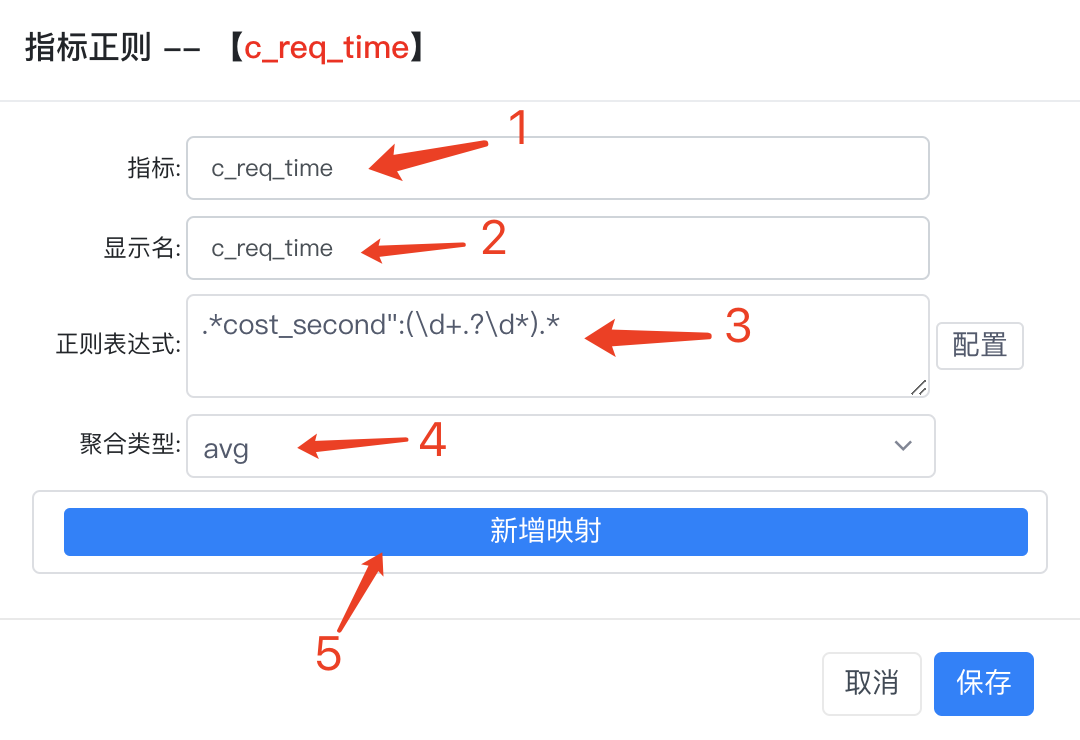 指标正则 -- 【c_req_time】
1
指标: c_req_time
2
显示名: c_req_time
3
正则表达式: .*cost_second":(\d+.?\d*).* 配置
4
聚合类型: avg
新增映射
5
取消 保存